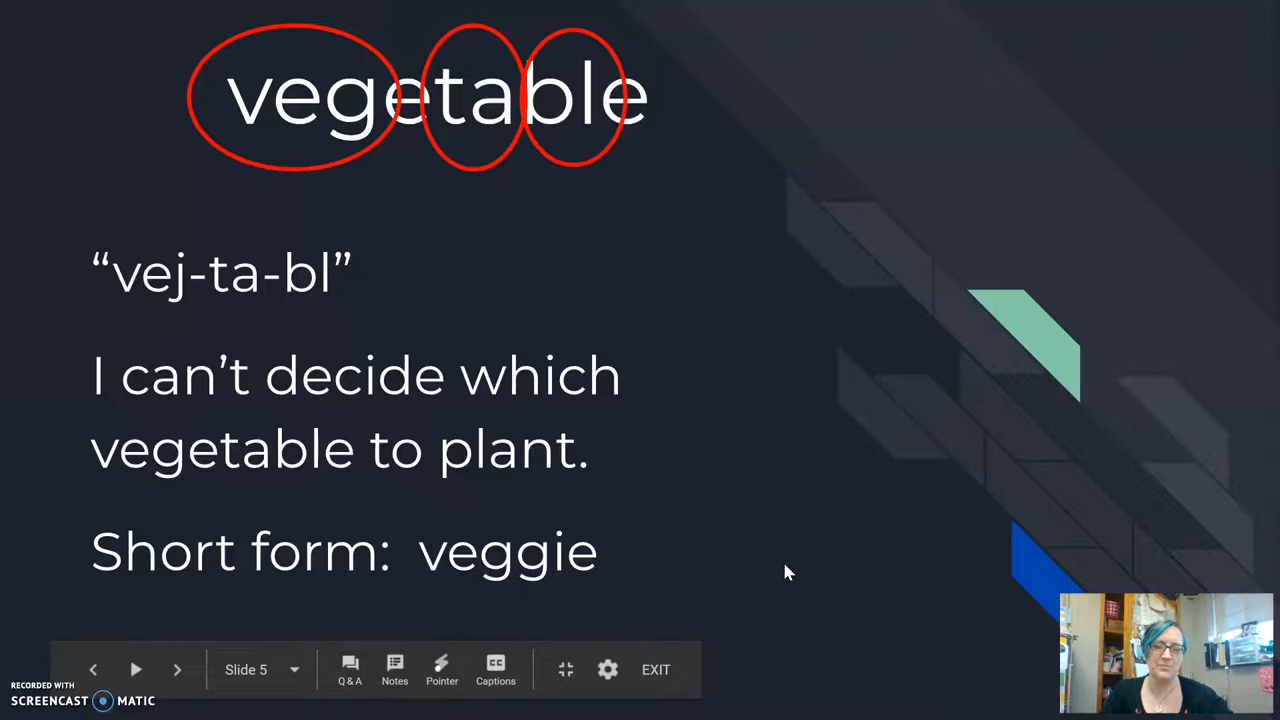 vegetable
“vej-ta-bl”
I can’t decide which
vegetable to plant.
Short form: veggie
Slide 5
Q & A
Notes
Pointer
CC
Captions
EXIT
RECORDED WITH
SCREENCAST MATIC